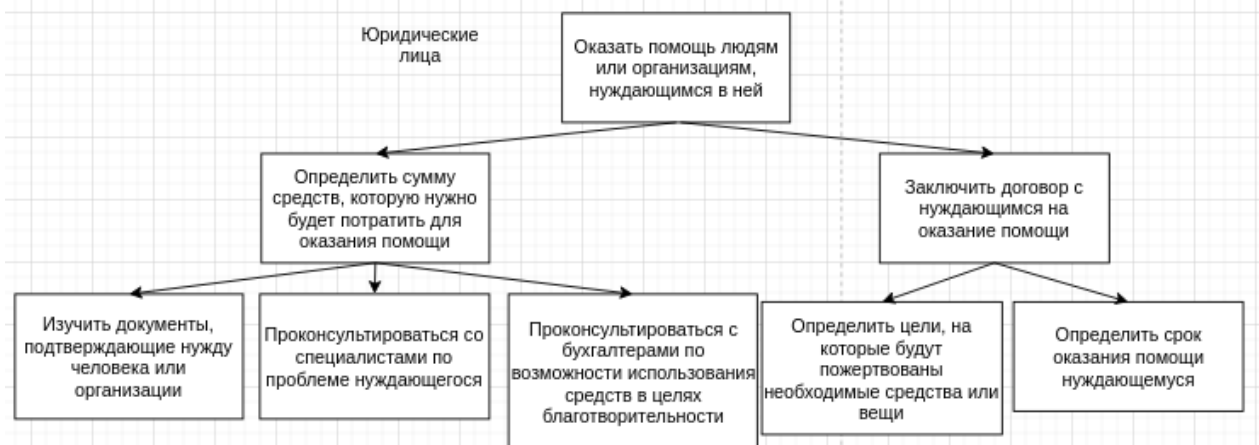 Юридические
лица
Оказать помощь людям
или организациям,
нуждающимся в ней
Определить сумму
средств, которую нужно
будет потратить для
оказания помощи
Заключить договор с
нуждающимся на
оказание помощи
Изучить документы,
подтверждающие нужду
человека или
организации
Проконсультироваться со
специалистами по
проблеме нуждающегося
Проконсультироваться с
бухгалтерами по
возможности использования
средств в целях
благотворительности
Определить цели, на
которые будут
пожертвованы
необходимые средства или
вещи
Определить срок
оказания помощи
нуждающемуся